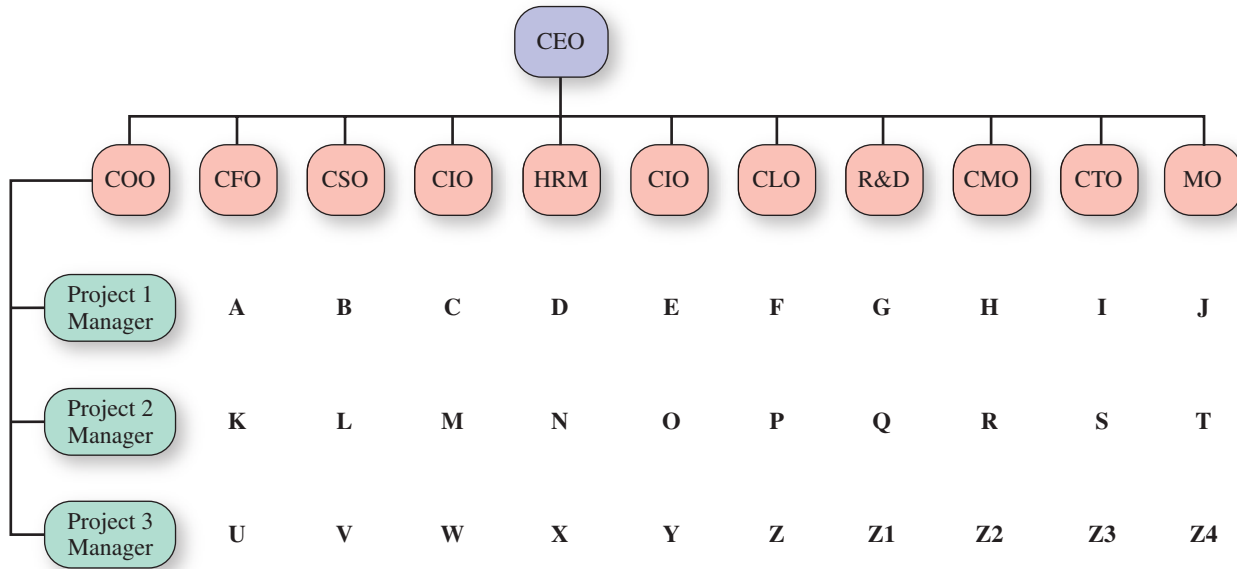 CEO
COO CFO CSO CIO HRM CIO CLO R&D CMO CTO MO
Project 1
Manager
A B C D E F G H I J
Project 2
Manager
K L M N O P Q R S T
Project 3
Manager
U V W X Y Z Z1 Z2 Z3 Z4